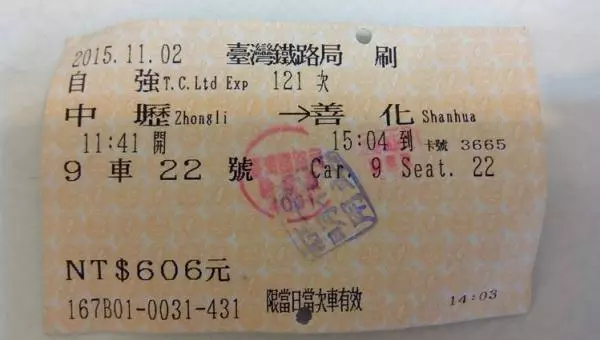 2015.11.02 臺灣鐵路局 刷
自 強 T.C.Ltd Exp 121 次
中 壢 Zhongli →善 化 Shanhua
11:41 開 15:04 到 卡號 3665
9 車 22 號 Car. 9 Seat. 22
NT$606元
167B01-0031-431 限當日當次車有效 14:03